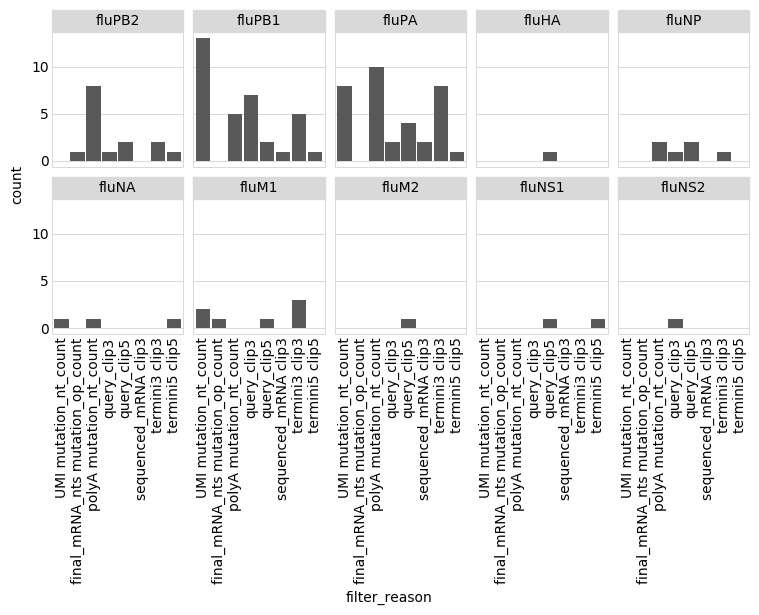 fluPB2 fluPB1 fluPA fluHA fluNP
10
5
0
fluNA fluM1 fluM2 fluNS1 fluNS2
10
5
0
count
UMI mutation_nt_count
final_mRNA_nts mutation_op_count
polyA mutation_nt_count
query_clip3
query_clip5
sequenced_mRNA clip3
termini3 clip3
termini5 clip5
UMI mutation_nt_count
final_mRNA_nts mutation_op_count
polyA mutation_nt_count
query_clip3
query_clip5
sequenced_mRNA clip3
termini3 clip3
termini5 clip5
UMI mutation_nt_count
final_mRNA_nts mutation_op_count
polyA mutation_nt_count
query_clip3
query_clip5
sequenced_mRNA clip3
termini3 clip3
termini5 clip5
UMI mutation_nt_count
final_mRNA_nts mutation_op_count
polyA mutation_nt_count
query_clip3
query_clip5
sequenced_mRNA clip3
termini3 clip3
termini5 clip5
UMI mutation_nt_count
final_mRNA_nts mutation_op_count
polyA mutation_nt_count
query_clip3
query_clip5
sequenced_mRNA clip3
termini3 clip3
termini5 clip5
filter_reason